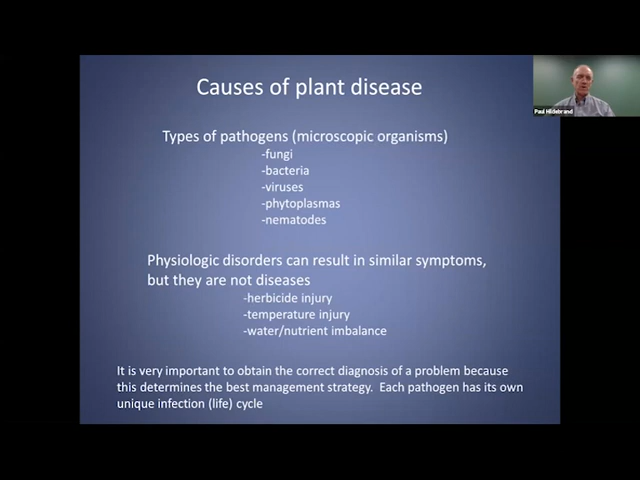 Causes of plant disease
Paul Hildebrand
Types of pathogens (microscopic organisms)
-fungi
-bacteria
-viruses
-phytoplasmas
-nematodes
Physiologic disorders can result in similar symptoms,
but they are not diseases
-herbicide injury
-temperature injury
-water/nutrient imbalance
It is very important to obtain the correct diagnosis of a problem because
this determines the best management strategy.  Each pathogen has its own
unique infection (life) cycle